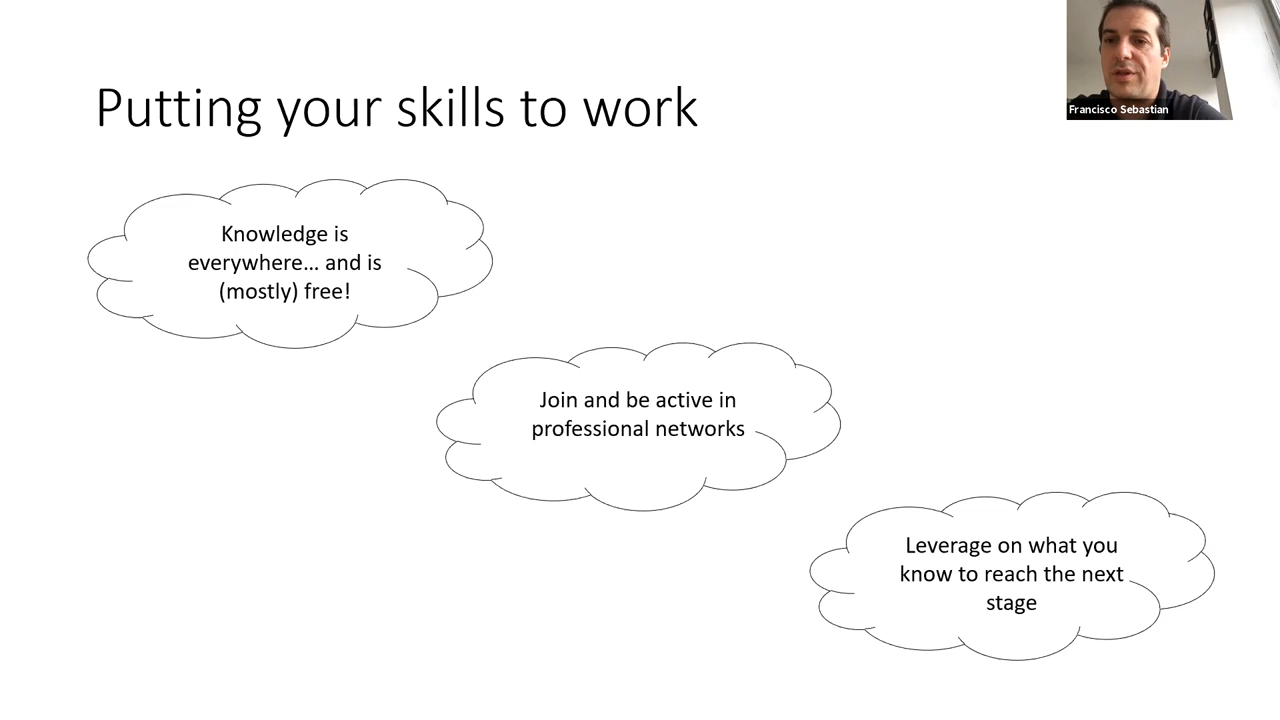 Francisco Sebastian
Putting your skills to work
Knowledge is
everywhere... and is
(mostly) free!
Join and be active in
professional networks
Leverage on what you
know to reach the next
stage